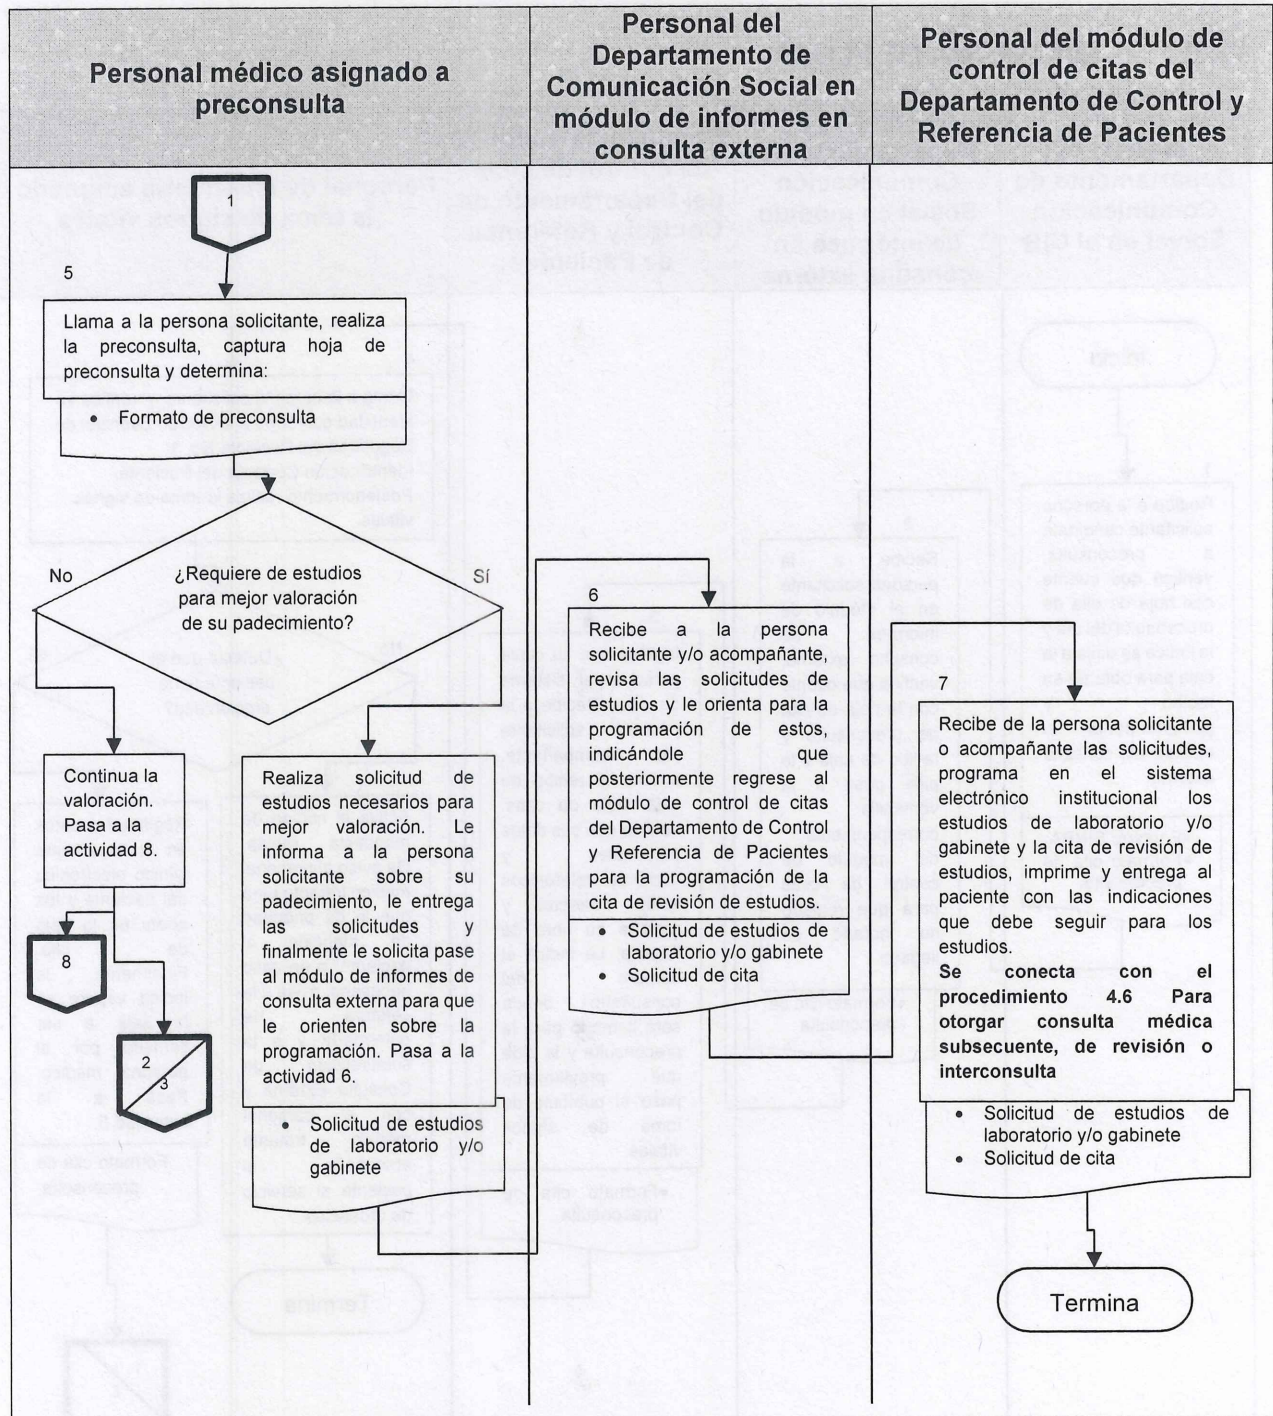 Personal médico asignado a
preconsulta
Personal del
Departamento de
Comunicación Social en
módulo de informes en
consulta externa
Personal del módulo de
control de citas del
Departamento de Control y
Referencia de Pacientes
1
5
Llama a la persona solicitante, realiza
la preconsulta, captura hoja de
preconsulta y determina:
• Formato de preconsulta
No
¿Requiere de estudios
para mejor valoración
de su padecimiento?
Sí
Continua la
valoración.
Pasa a la
actividad 8.
8
2
3
Realiza solicitud de
estudios necesarios para
mejor valoración. Le
informa a la persona
solicitante sobre su
padecimiento, le entrega
las solicitudes y
finalmente le solicita pase
al módulo de informes de
consulta externa para que
le orienten sobre la
programación. Pasa a la
actividad 6.
• Solicitud de estudios
de laboratorio y/o
gabinete
6
Recibe a la persona
solicitante y/o acompañante,
revisa las solicitudes de
estudios y le orienta para la
programación de estos,
indicándole que
posteriormente regrese al
módulo de control de citas
del Departamento de Control
y Referencia de Pacientes
para la programación de la
cita de revisión de estudios.
• Solicitud de estudios de
laboratorio y/o gabinete
• Solicitud de cita
7
Recibe de la persona solicitante
o acompañante las solicitudes,
programa en el sistema
electrónico institucional los
estudios de laboratorio y/o
gabinete y la cita de revisión de
estudios, imprime y entrega al
paciente con las indicaciones
que debe seguir para los
estudios.
Se conecta con el
procedimiento 4.6 Para
otorgar consulta médica
subsecuente, de revisión o
interconsulta
• Solicitud de estudios de
laboratorio y/o gabinete
• Solicitud de cita
Termina